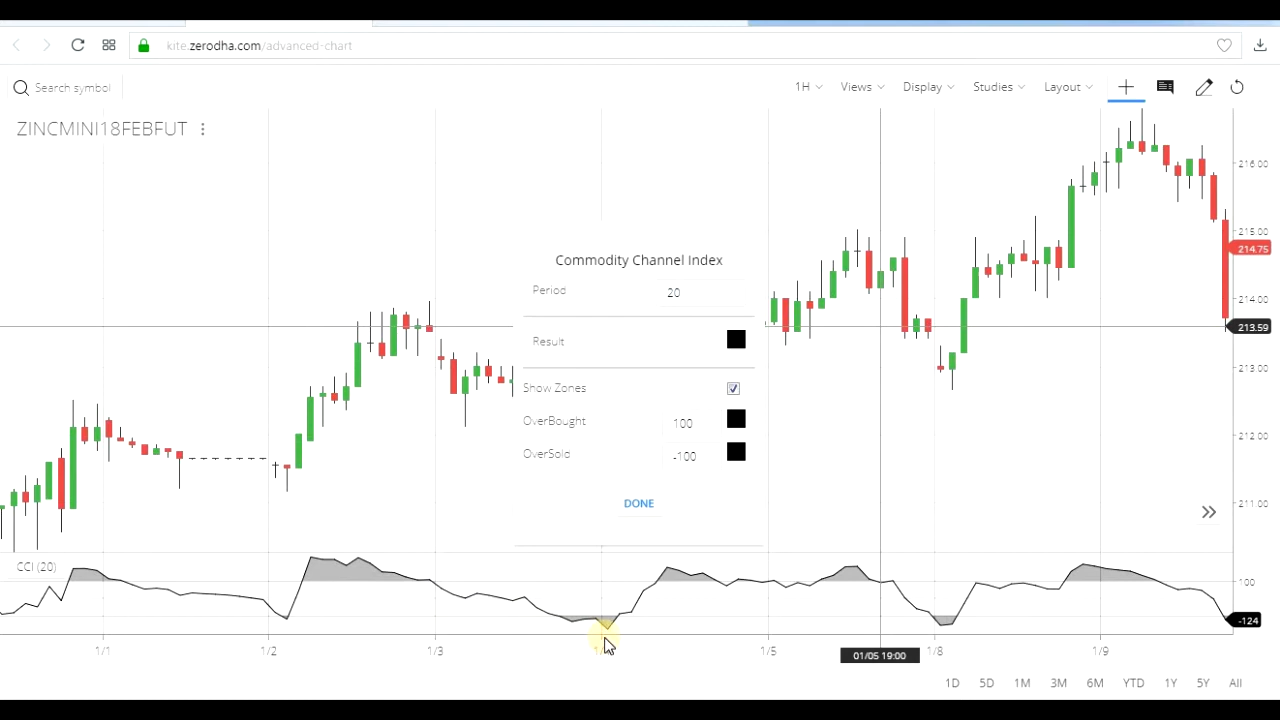 kite.zerodha.com/advanced-chart
Search symbol
1H Views Display Studies Layout
ZINCMINI18FEBFUT
216.00
215.00
214.75
214.00
213.59
213.00
212.00
211.00
Commodity Channel Index
Period 20
Result
Show Zones
OverBought 100
OverSold -100
DONE
CCI (20)
100
-124
1/1 1/2 1/3 1/5 01/05 19:00 1/8 1/9
1D 5D 1M 3M 6M YTD 1Y 5Y All